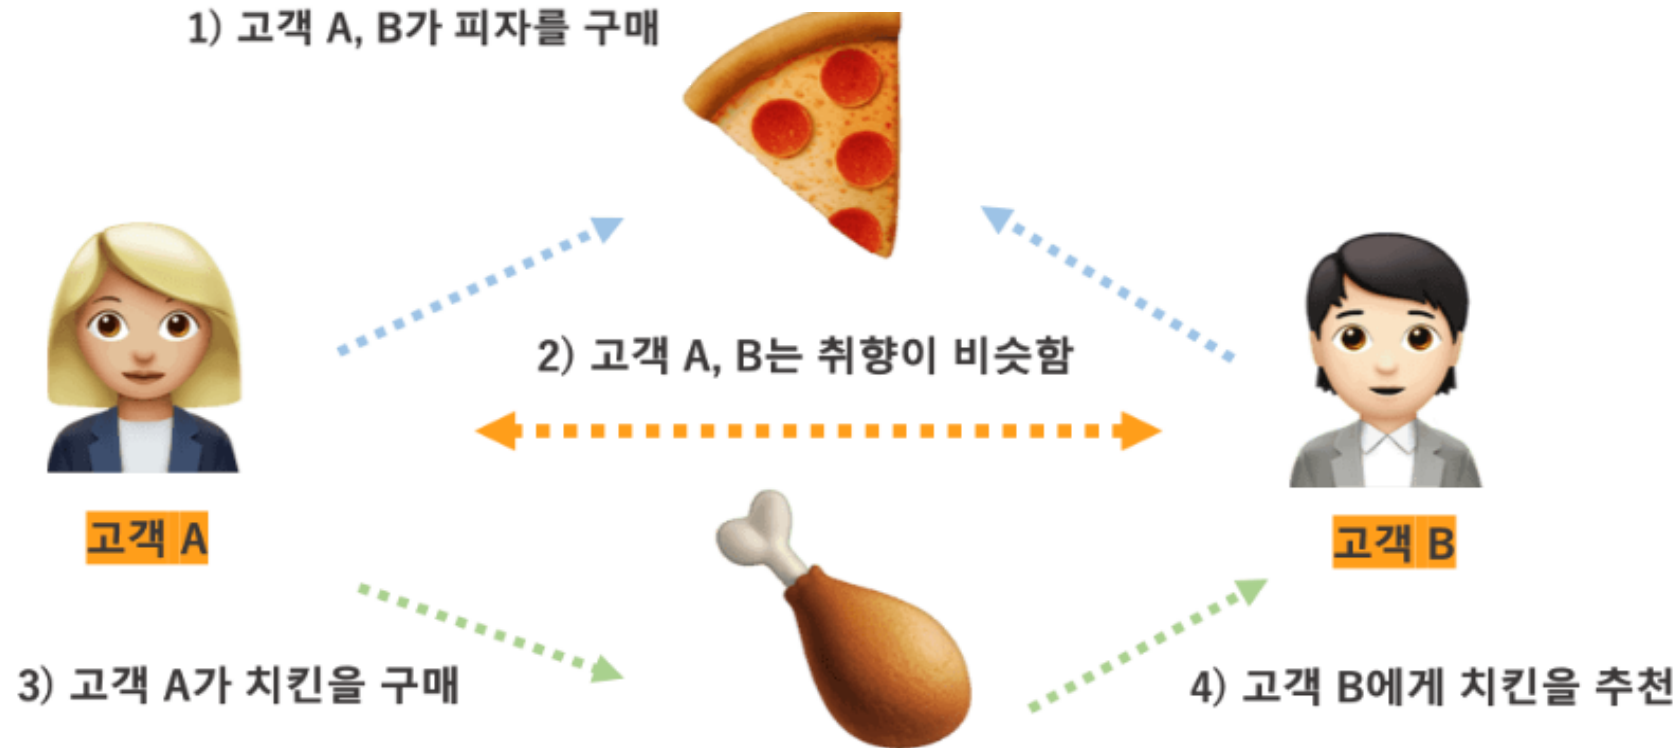 1) 고객 A, B가 피자를 구매
2) 고객 A, B는 취향이 비슷함
고객 A
고객 B
3) 고객 A가 치킨을 구매
4) 고객 B에게 치킨을 추천